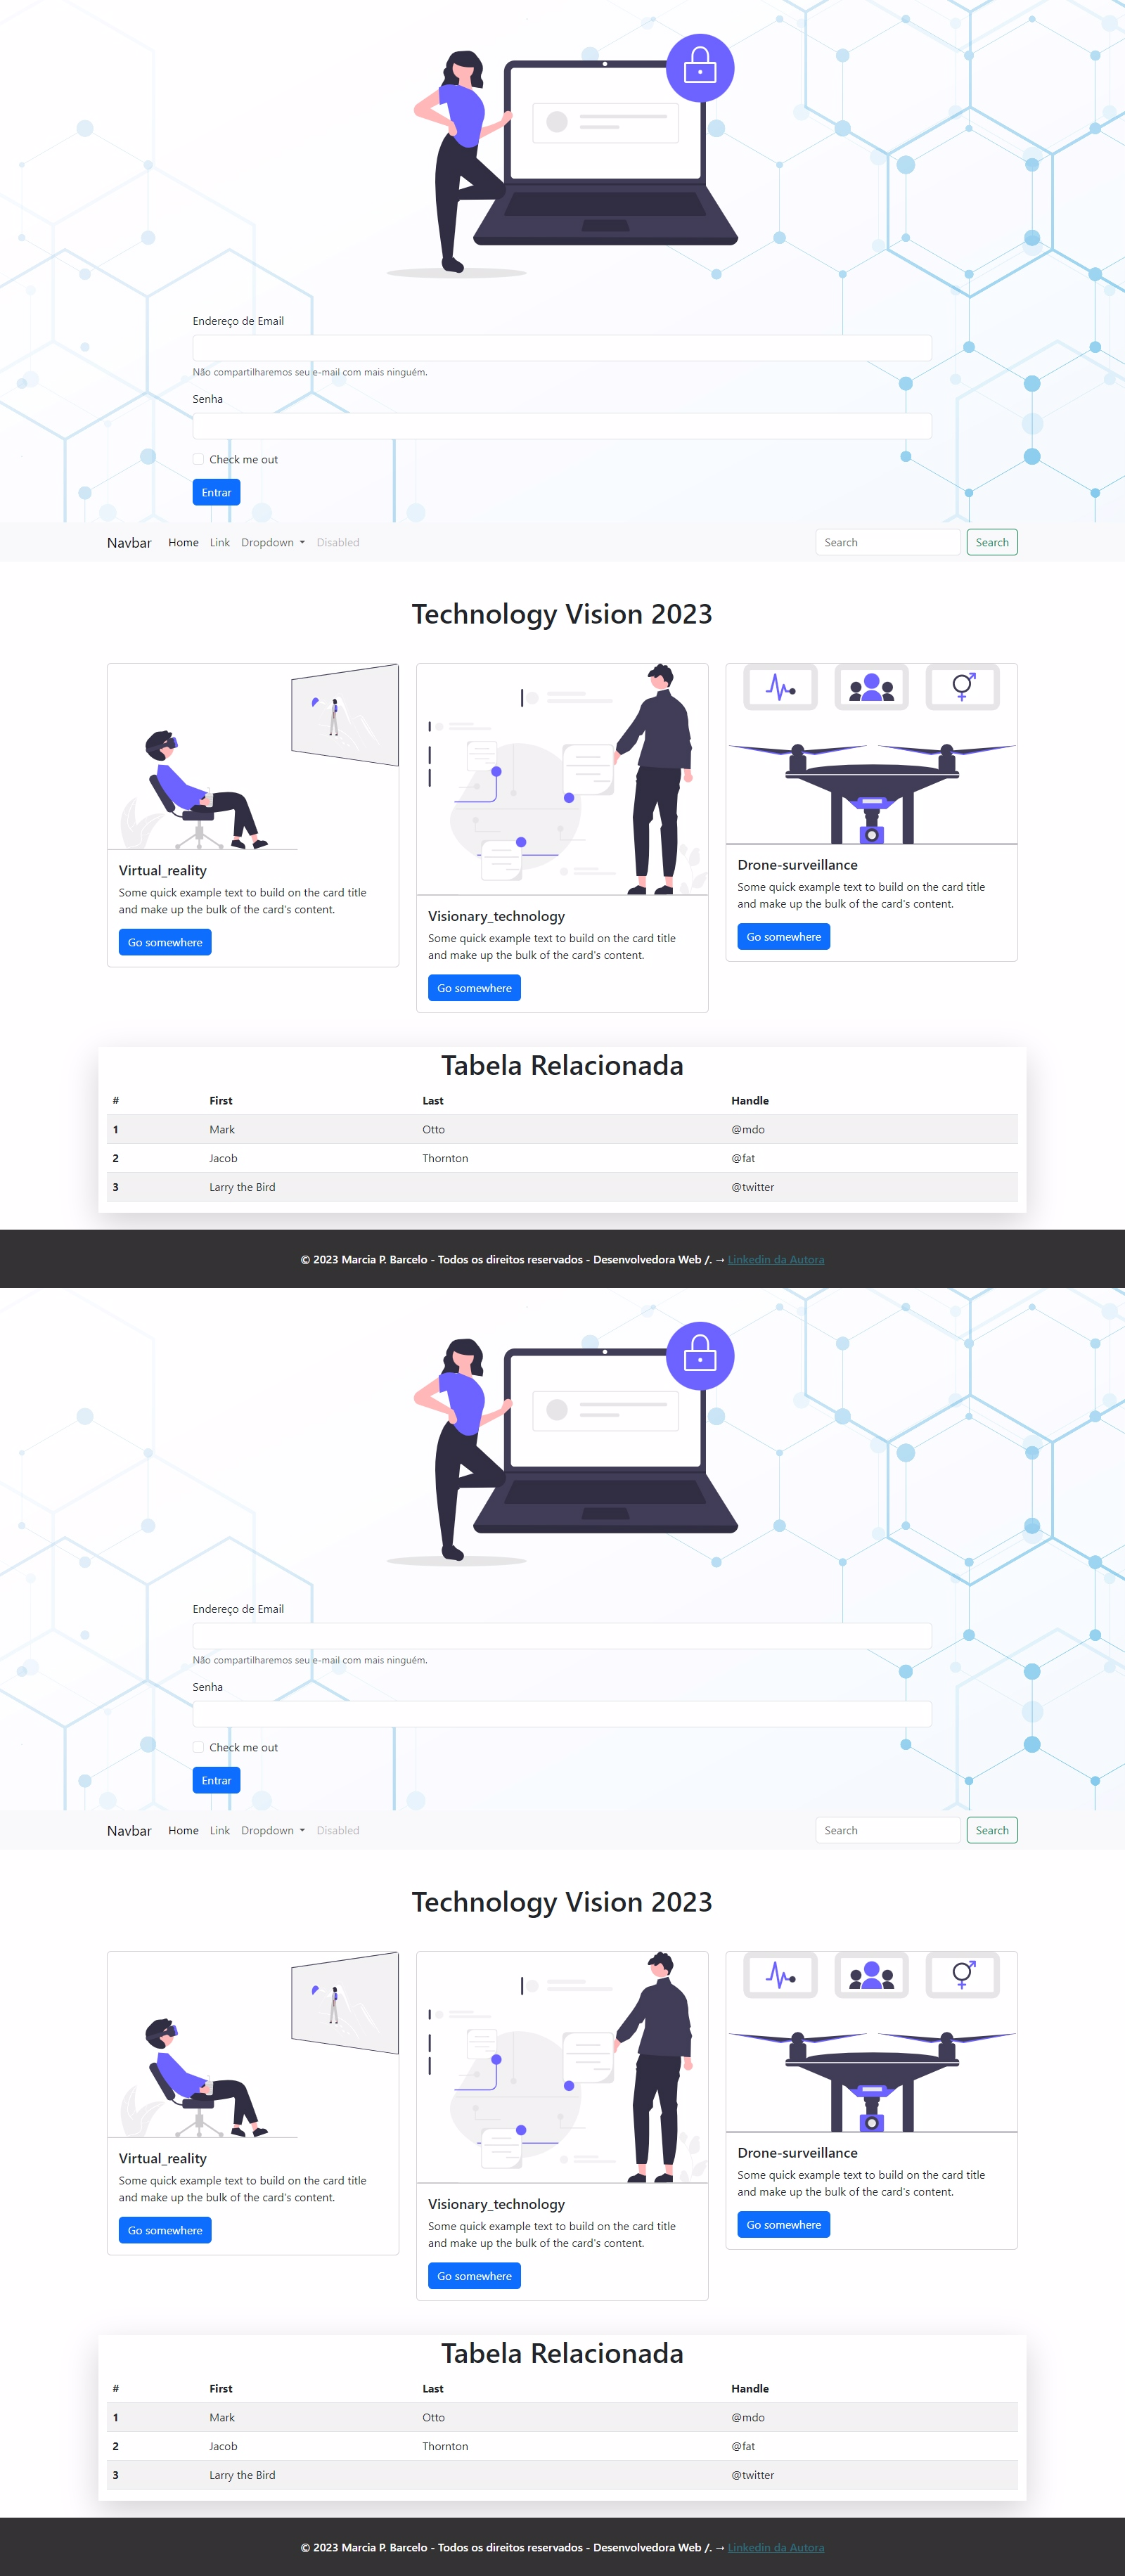 Endereço de Email
Não compartilharemos seu e-mail com mais ninguém.
Senha
Check me out
Entrar
Navbar Home Link Dropdown Disabled Search Search
Technology Vision 2023
Virtual_reality
Some quick example text to build on the card title
and make up the bulk of the card's content.
Go somewhere
Visionary_technology
Some quick example text to build on the card title
and make up the bulk of the card's content.
Go somewhere
Drone-surveillance
Some quick example text to build on the card title
and make up the bulk of the card's content.
Go somewhere
Tabela Relacionada
# First Last Handle
1 Mark Otto @mdo
2 Jacob Thornton @fat
3 Larry the Bird @twitter
© 2023 Marcia P. Barcelo - Todos os direitos reservados - Desenvolvedora Web /. → Linkedin da Autora
Endereço de Email
Não compartilharemos seu e-mail com mais ninguém.
Senha
Check me out
Entrar
Navbar Home Link Dropdown Disabled Search Search
Technology Vision 2023
Virtual_reality
Some quick example text to build on the card title
and make up the bulk of the card's content.
Go somewhere
Visionary_technology
Some quick example text to build on the card title
and make up the bulk of the card's content.
Go somewhere
Drone-surveillance
Some quick example text to build on the card title
and make up the bulk of the card's content.
Go somewhere
Tabela Relacionada
# First Last Handle
1 Mark Otto @mdo
2 Jacob Thornton @fat
3 Larry the Bird @twitter
© 2023 Marcia P. Barcelo - Todos os direitos reservados - Desenvolvedora Web /. → Linkedin da Autora